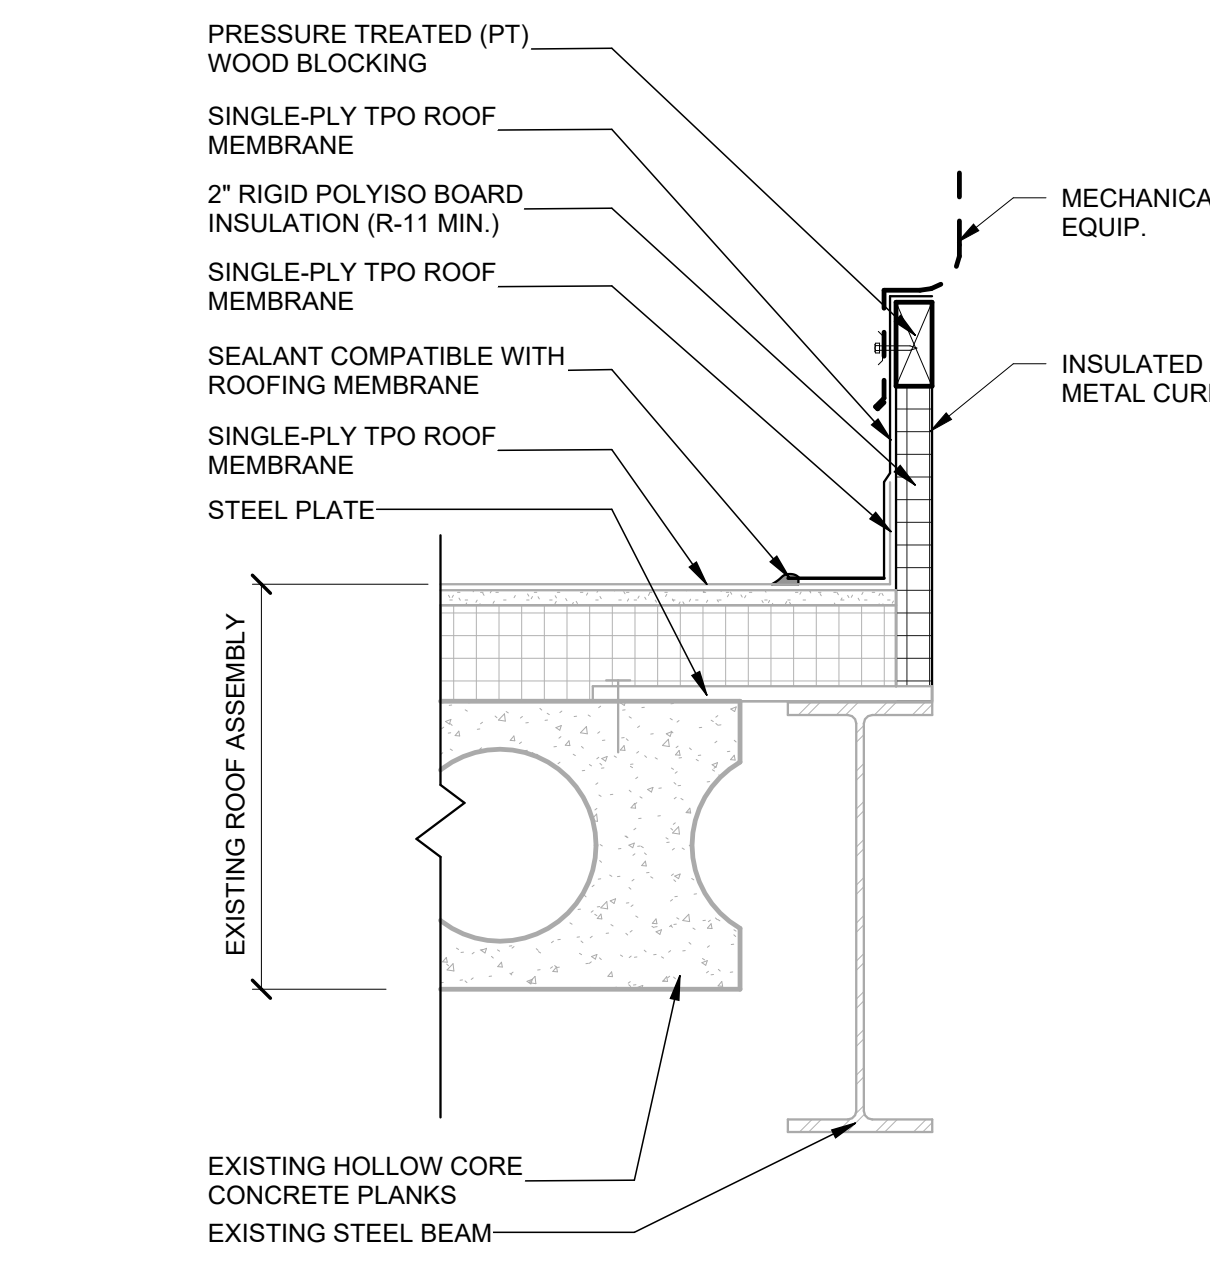 PRESSURE TREATED (PT)
WOOD BLOCKING
SINGLE-PLY TPO ROOF
MEMBRANE
2" RIGID POLYISO BOARD
INSULATION (R-11 MIN.)
SINGLE-PLY TPO ROOF
MEMBRANE
SEALANT COMPATIBLE WITH
ROOFING MEMBRANE
SINGLE-PLY TPO ROOF
MEMBRANE
STEEL PLATE
MECHANICA
EQUIP.
INSULATED
METAL
EXISTING ROOF ASSEMBLY
EXISTING HOLLOW CORE
CONCRETE PLANKS
EXISTING STEEL BEAM